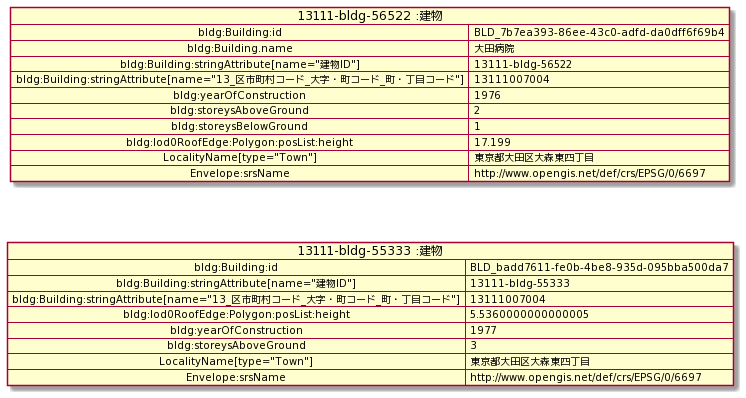 13111-bldg-56522 :建物
bldg:Building:id BLD_7b7ea393-86ee-43c0-adfd-da0dff6f69b4
bldg:Building.name 大田病院
bldg:Building:stringAttribute[name="建物ID"] 13111-bldg-56522
bldg:Building:stringAttribute[name="13_区市町村コード_大字・町コード_町・丁目コード"] 13111007004
bldg:yearOfConstruction 1976
bldg:storeysAboveGround 2
bldg:storeysBelowGround 1
bldg:lod0RoofEdge:Polygon:posList:height 17.199
LocalityName[type="Town"] 東京都大田区大森東四丁目
Envelope:srsName http://www.opengis.net/def/crs/EPSG/0/6697
13111-bldg-55333 :建物
bldg:Building:id BLD_badd7611-fe0b-4be8-935d-095bba500da7
bldg:Building:stringAttribute[name="建物ID"] 13111-bldg-55333
bldg:Building:stringAttribute[name="13_区市町村コード_大字・町コード_町・丁目コード"] 13111007004
bldg:lod0RoofEdge:Polygon:posList:height 5.5360000000000005
bldg:yearOfConstruction 1977
bldg:storeysAboveGround 3
LocalityName[type="Town"] 東京都大田区大森東四丁目
Envelope:srsName http://www.opengis.net/def/crs/EPSG/0/6697